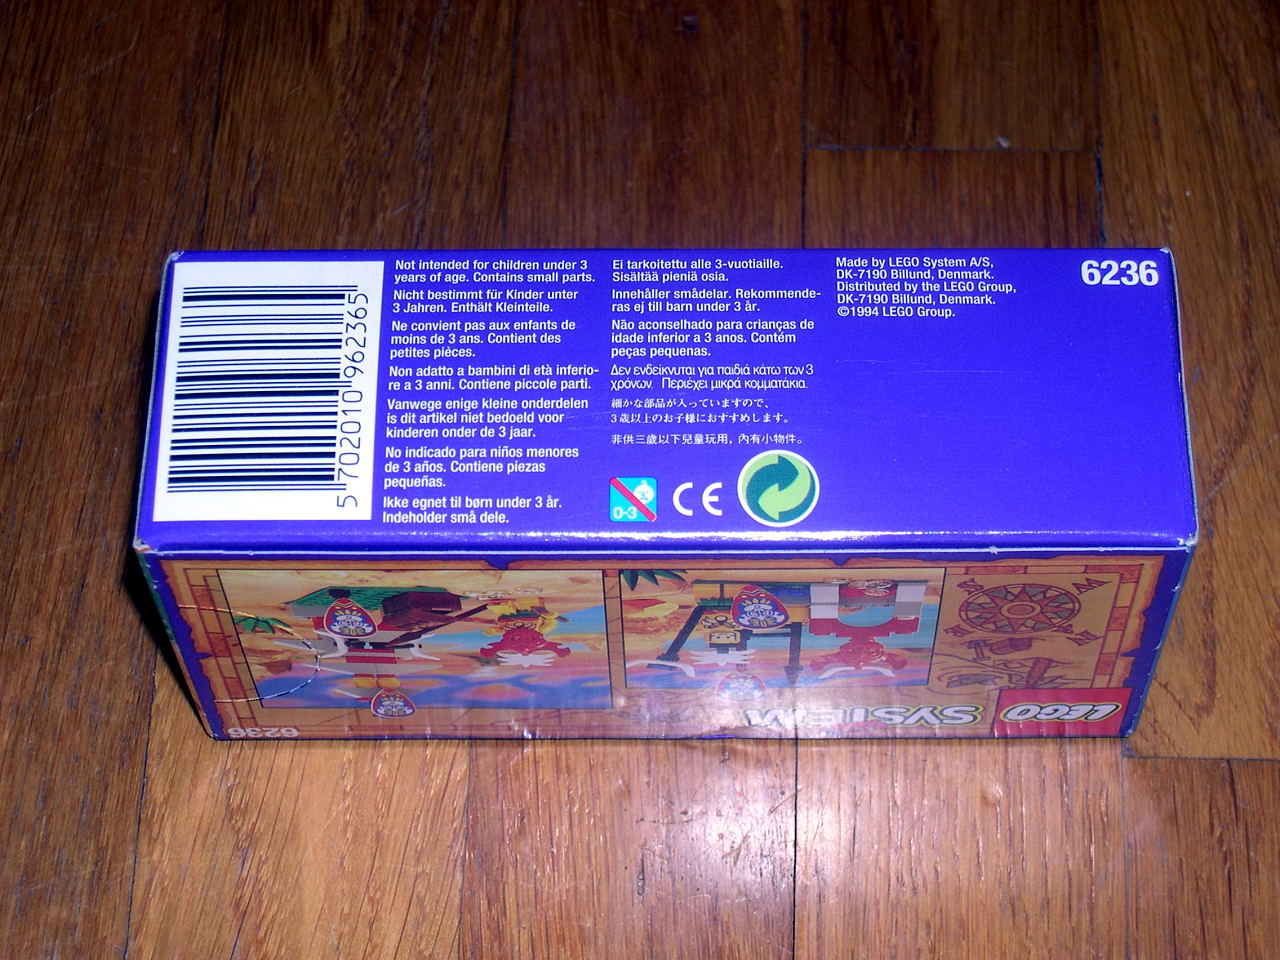 5 702010 962365
Not intended for children under 3
years of age. Contains small parts.
Nicht bestimmt für Kinder unter
3 Jahren. Enthält Kleinteile.
Ne convient pas aux enfants de
moins de 3 ans. Contient des
petites pièces.
Non adatto a bambini di età inferio-
re a 3 anni. Contiene piccole parti.
Vanwege enige kleine onderdelen
is dit artikel niet bedoeld voor
kinderen onder de 3 jaar.
No indicado para niños menores
de 3 años. Contiene piezas
pequeñas.
Ikke egnet til børn under 3 år.
Indeholder små dele.
Ei tarkoitettu alle 3-vuotiaille.
Sisältää pieniä osia.
Innehåller smådelar. Rekommende-
ras ej till barn under 3 år.
Não aconselhado para crianças de
idade inferior a 3 anos. Contém
peças pequenas.
Δεν ενδείκνυται για παιδιά κάτω των 3
χρόνων. Περιέχει μικρά κομματάκια.
細かな部品が入っていますので、
3歳以上のお子様におすすめします。
非供三歲以下兒童玩用, 內有小物件。
0-3
CE
Made by LEGO System A/S,
DK-7190 Billund, Denmark.
Distributed by the LEGO Group,
DK-7190 Billund, Denmark.
©1994 LEGO Group.
6236
LEGO
SYSTEM
6236